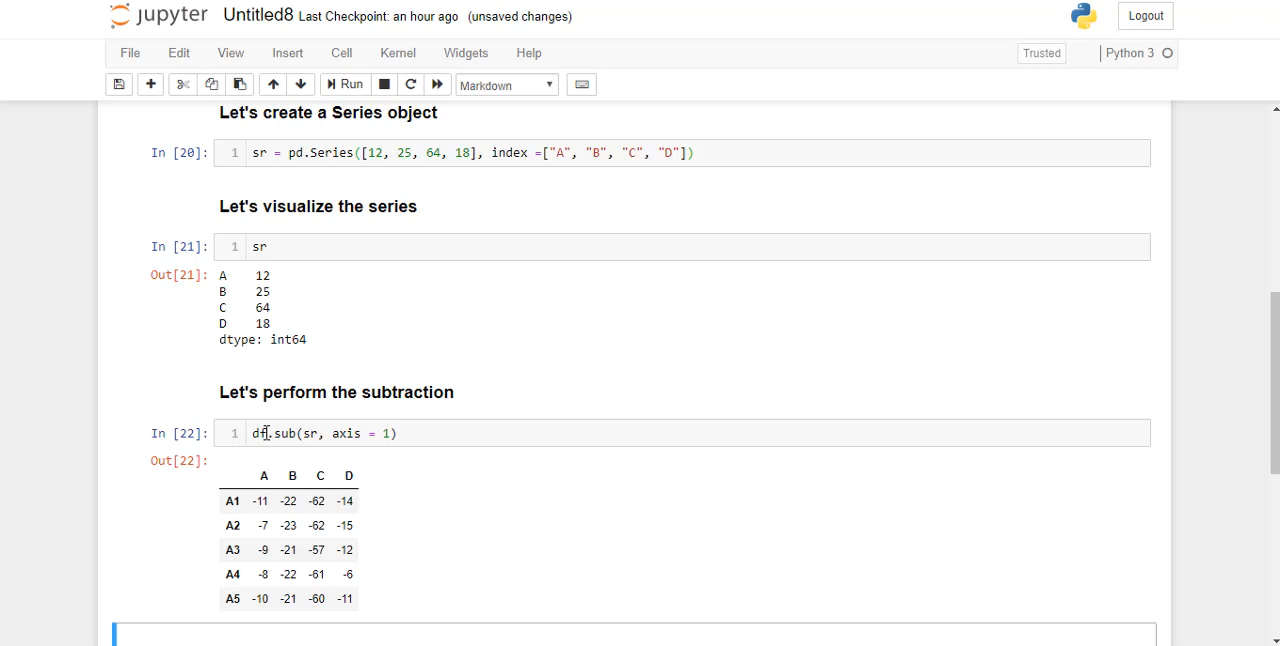 jupyter Untitled8 Last Checkpoint: an hour ago (unsaved changes) Logout
File Edit View Insert Cell Kernel Widgets Help Trusted Python 3
Run Markdown
Let's create a Series object
In [20]: 1 sr = pd.Series([12, 25, 64, 18], index =["A", "B", "C", "D"])
Let's visualize the series
In [21]: 1 sr
Out[21]: A 12
B 25
C 64
D 18
dtype: int64
Let's perform the subtraction
In [22]: 1 df.sub(sr, axis = 1)
Out[22]:
A B C D
A1 -11 -22 -62 -14
A2 -7 -23 -62 -15
A3 -9 -21 -57 -12
A4 -8 -22 -61 -6
A5 -10 -21 -60 -11